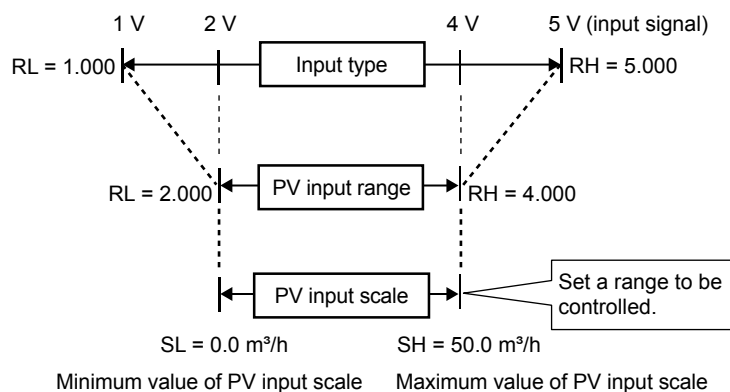 1 V 2 V 4 V 5 V (input signal)
RL = 1.000 Input type RH = 5.000
RL = 2.000 PV input range RH = 4.000
PV input scale Set a range to be
controlled.
SL = 0.0 m³/h SH = 50.0 m³/h
Minimum value of PV input scale Maximum value of PV input scale